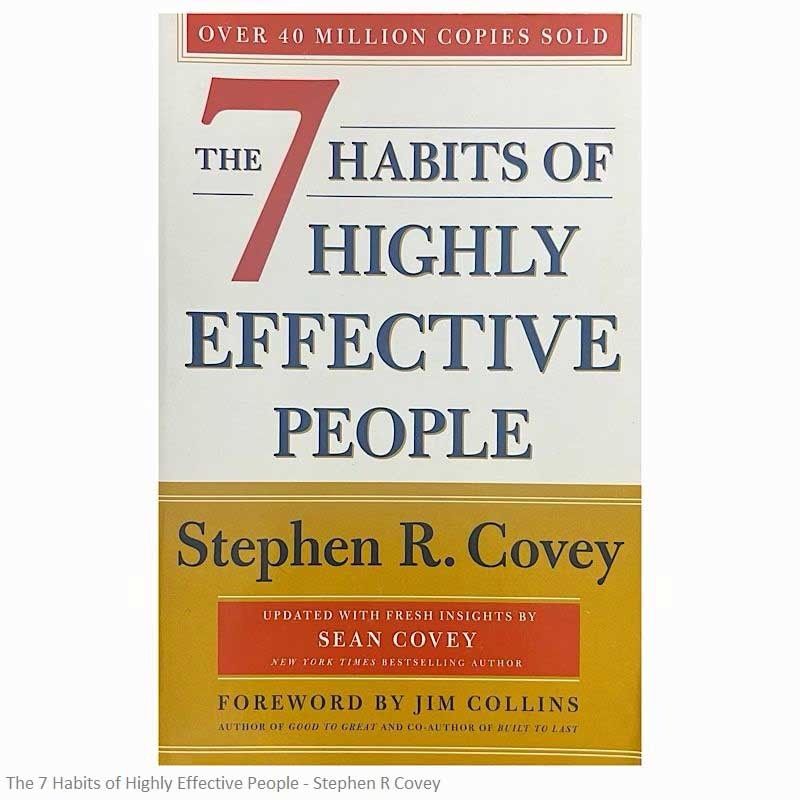 OVER 40 MILLION COPIES SOLD
THE 7 HABITS OF
HIGHLY
EFFECTIVE
PEOPLE
Stephen R. Covey
UPDATED WITH FRESH INSIGHTS BY
SEAN COVEY
NEW YORK TIMES BESTSELLING AUTHOR
FOREWORD BY JIM COLLINS
AUTHOR OF GOOD TO GREAT AND CO-AUTHOR OF BUILT TO LAST
The 7 Habits of Highly Effective People - Stephen R Covey